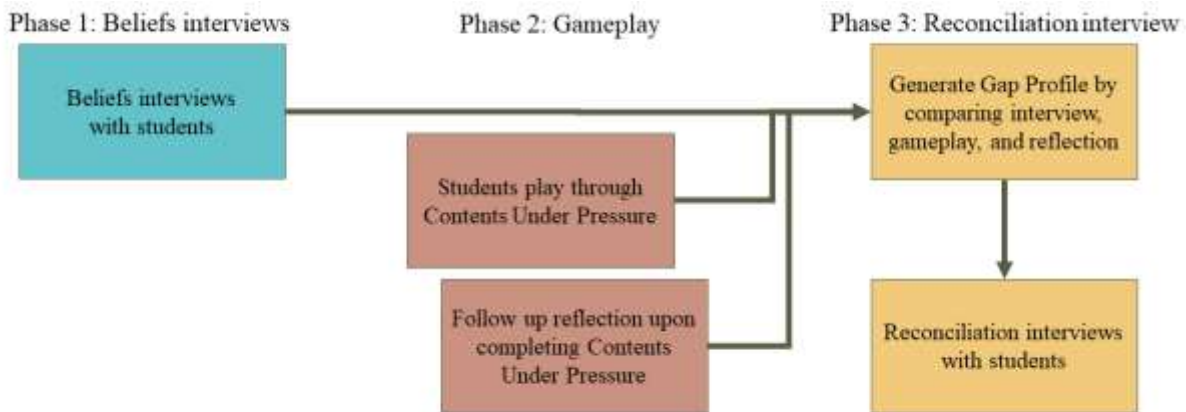 Phase 1: Beliefs interviews
Phase 2: Gameplay
Phase 3: Reconciliation interview
Beliefs interviews
with students
Students play through
Contents Under Pressure
Follow up reflection upon
completing Contents
Under Pressure
Generate Gap Profile by
comparing interview,
gameplay, and reflection
Reconciliation interviews
with students